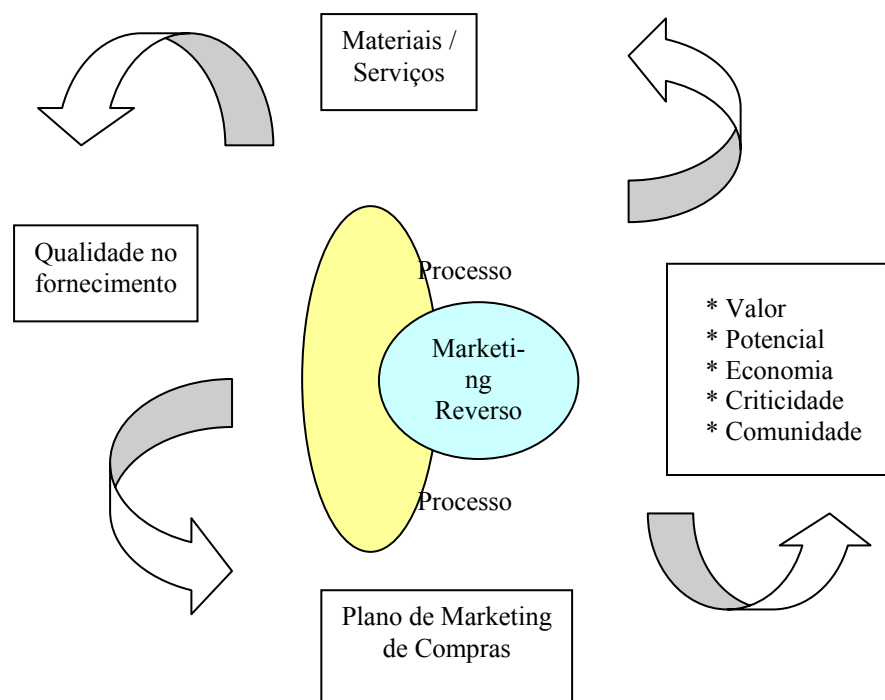 Materiais /
Serviços
Qualidade no
fornecimento
Processo
* Valor
* Potencial
* Economia
* Criticidade
* Comunidade
Marketi-
ng
Reverso
Processo
Plano de Marketing
de Compras